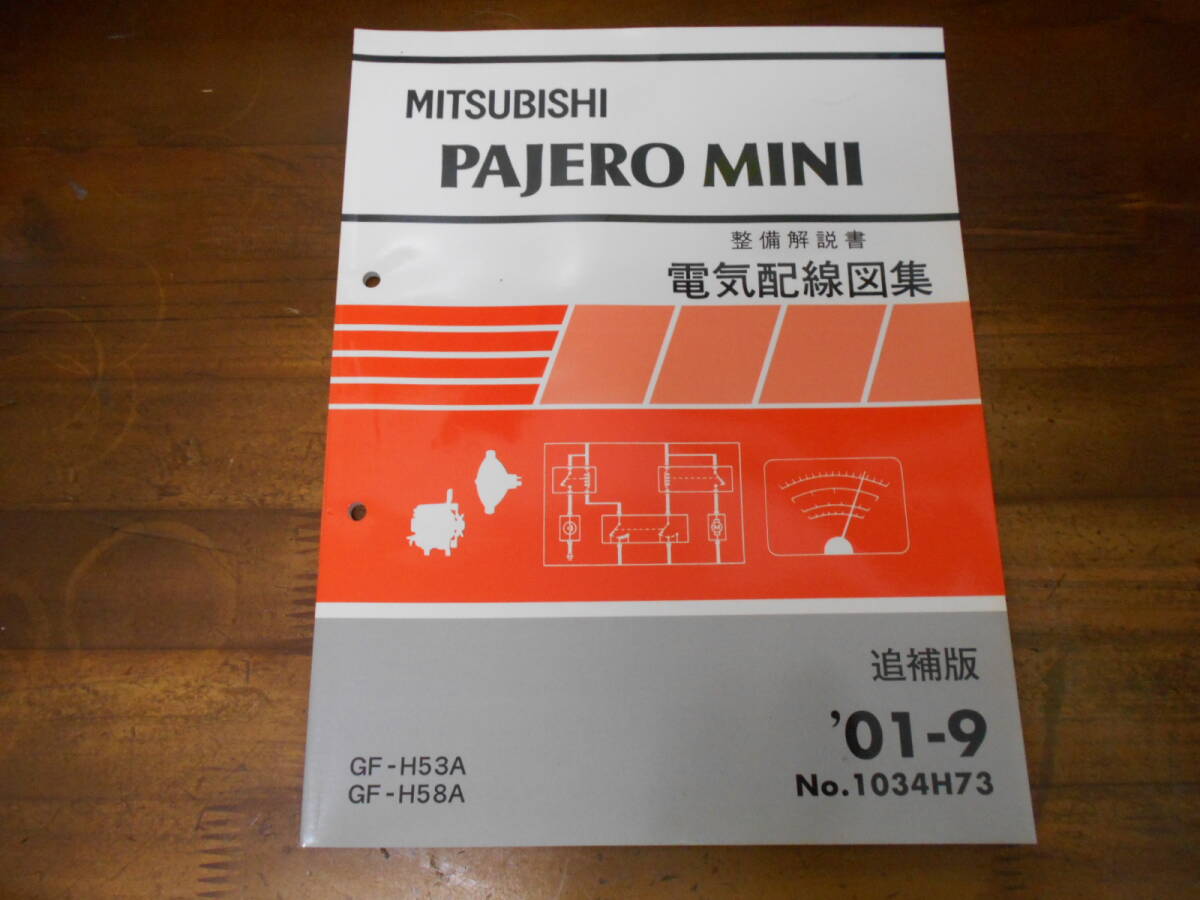 MITSUBISHI
PAJERO MINI
整備解説書
電気配線図集
M
追補版
'01-9
No.1034H73
GF-H53A
GF-H58A